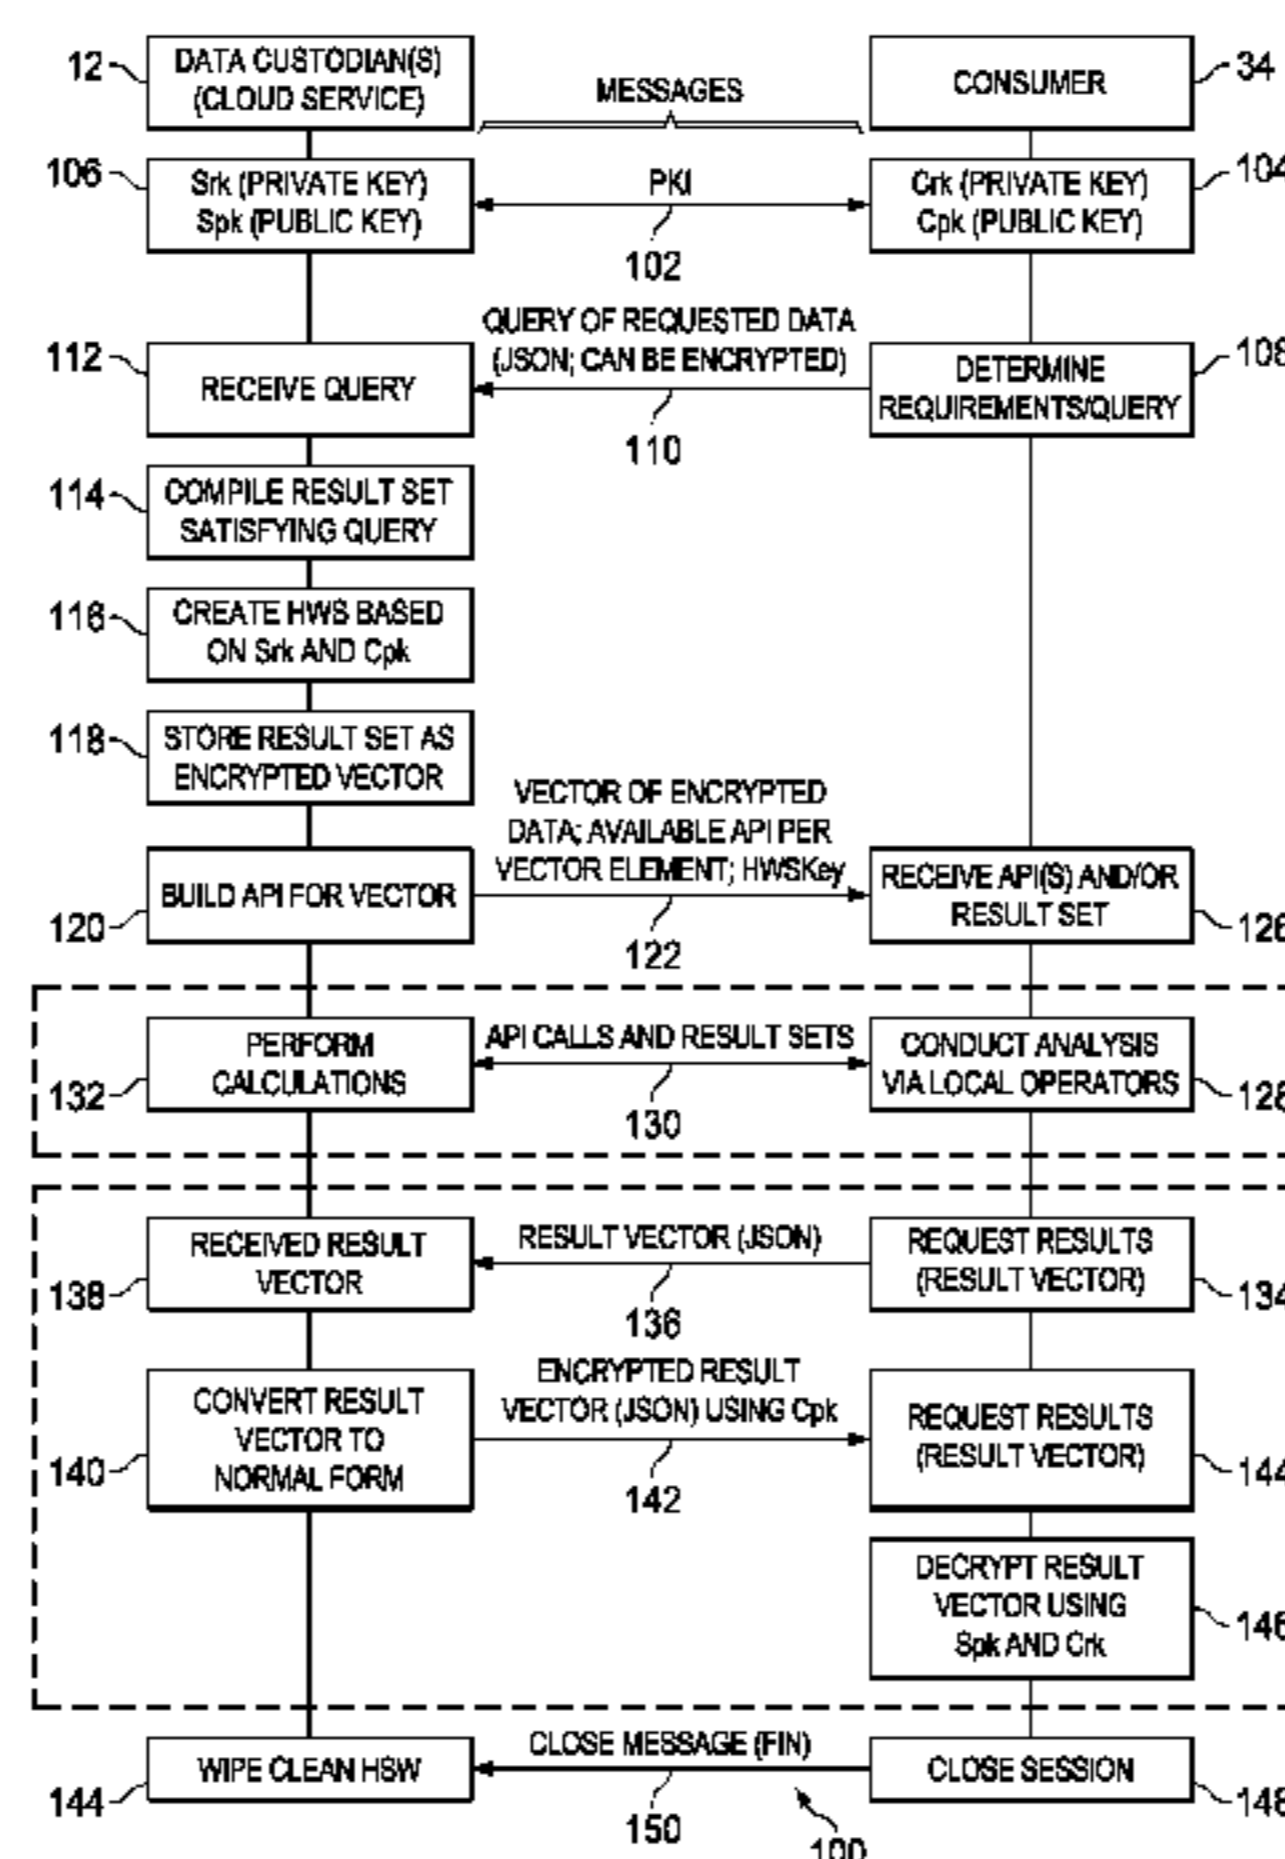 12
DATA CUSTODIAN(S)
(CLOUD SERVICE)
MESSAGES
CONSUMER
34
106
Srk (PRIVATE KEY)
Spk (PUBLIC KEY)
PKI
102
Crk (PRIVATE KEY)
Cpk (PUBLIC KEY)
104
112
RECEIVE QUERY
QUERY OF REQUESTED DATA
(JSON; CAN BE ENCRYPTED)
110
DETERMINE
REQUIREMENTS/QUERY
108
114
COMPILE RESULT SET
SATISFYING QUERY
116
CREATE HWS BASED
ON Srk AND Cpk
118
STORE RESULT SET AS
ENCRYPTED VECTOR
120
BUILD API FOR VECTOR
VECTOR OF ENCRYPTED
DATA; AVAILABLE API PER
VECTOR ELEMENT; HWSKey
122
RECEIVE API(S) AND/OR
RESULT SET
126
132
PERFORM
CALCULATIONS
API CALLS AND RESULT SETS
130
CONDUCT ANALYSIS
VIA LOCAL OPERATORS
128
138
RECEIVED RESULT
VECTOR
RESULT VECTOR (JSON)
136
REQUEST RESULTS
(RESULT VECTOR)
134
140
CONVERT RESULT
VECTOR TO
NORMAL FORM
ENCRYPTED RESULT
VECTOR (JSON) USING Cpk
142
REQUEST RESULTS
(RESULT VECTOR)
144
DECRYPT RESULT
VECTOR USING
Spk AND Crk
146
144
WIPE CLEAN HSW
CLOSE MESSAGE (FIN)
150
CLOSE SESSION
148
100